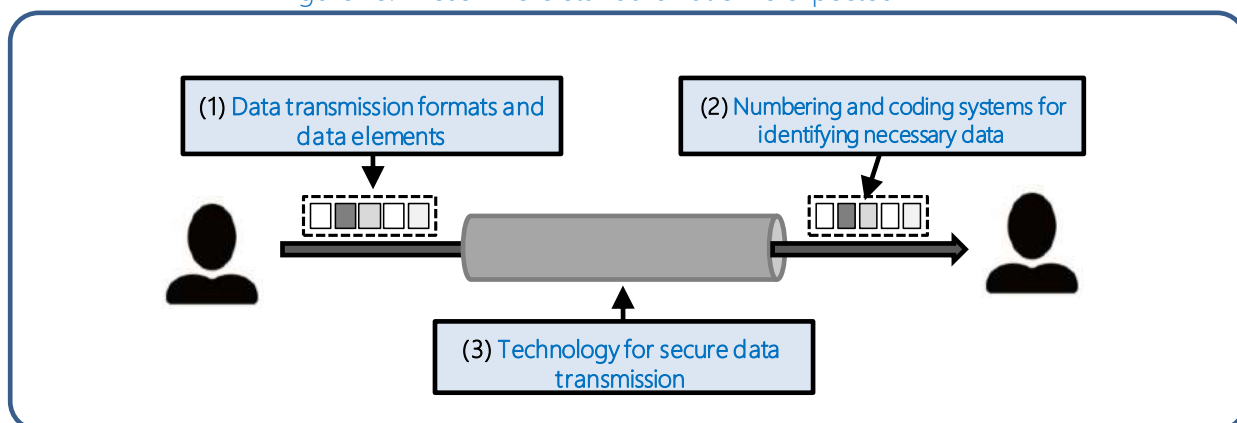 (1) Data transmission formats and
data elements
(2) Numbering and coding systems for
identifying necessary data
(3) Technology for secure data
transmission